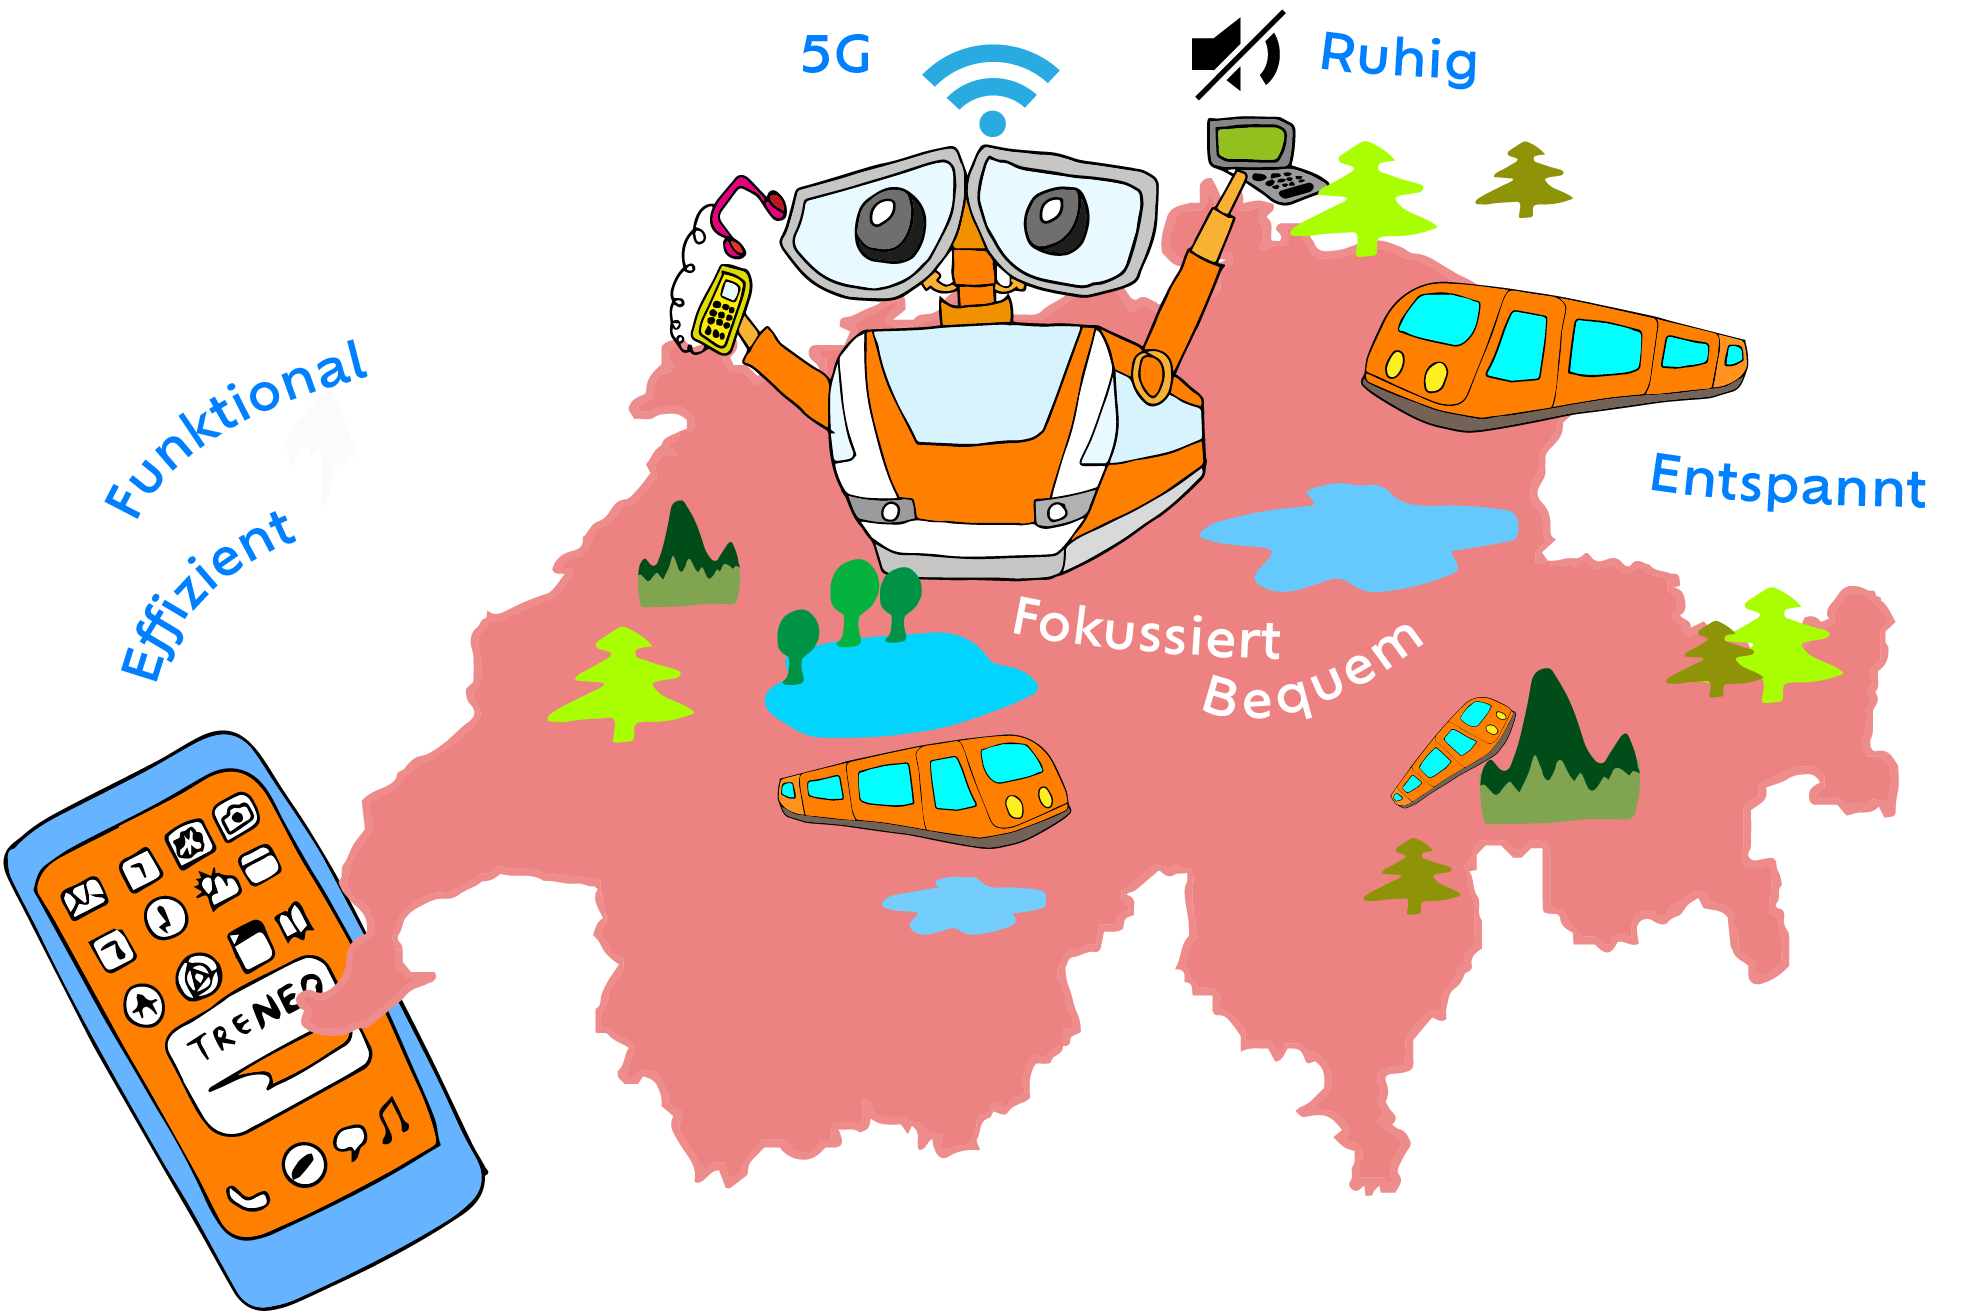 5G
Ruhig
Funktional
Effizient
Entspannt
Fokussiert
Bequem
TRENEO